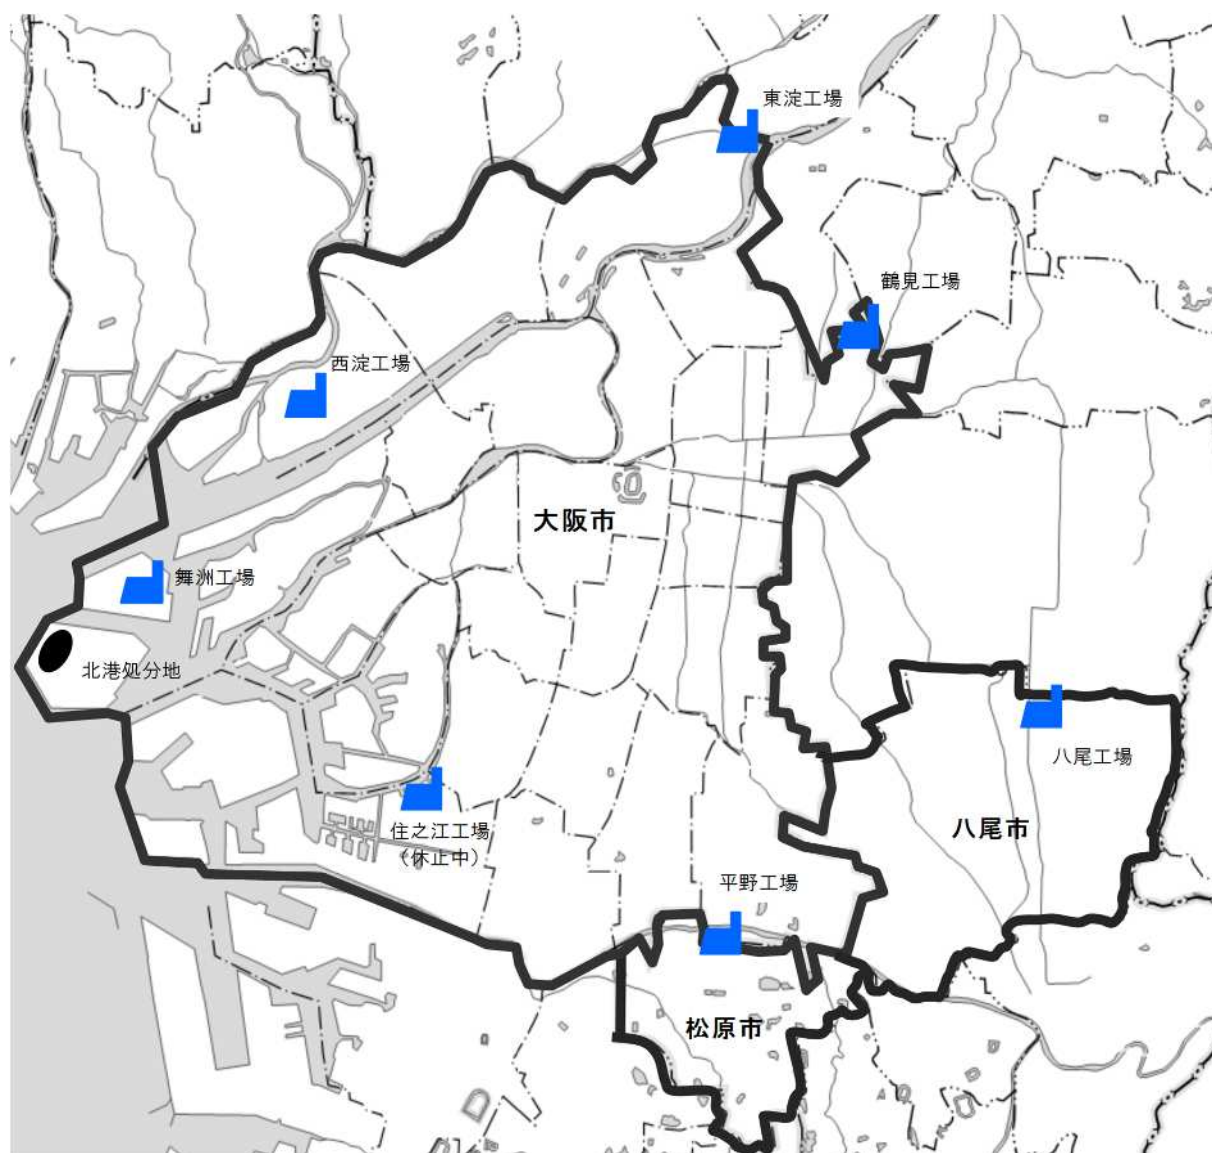 東淀工場
鶴見工場
西淀工場
大阪市
舞洲工場
北港処分地
八尾工場
住之江工場
（休止中）
八尾市
平野工場
松原市